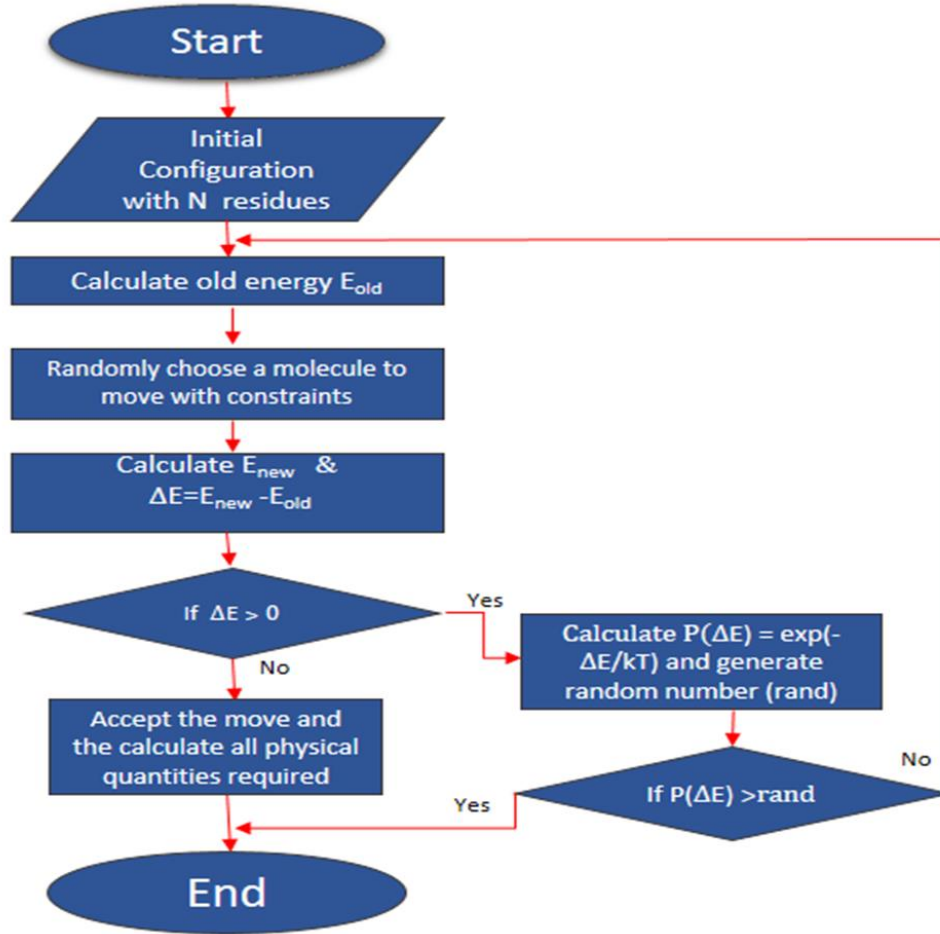 Start
Initial
Configuration
with N residues
Calculate old energy Eold
Randomly choose a molecule to
move with constraints
Calculate Enew &
ΔE=Enew -Eold
If ΔE > 0
Yes
No
Calculate P(ΔE) = exp(-
ΔE/kT) and generate
random number (rand)
Accept the move and
the calculate all physical
quantities required
If P(ΔE) >rand
No
Yes
End